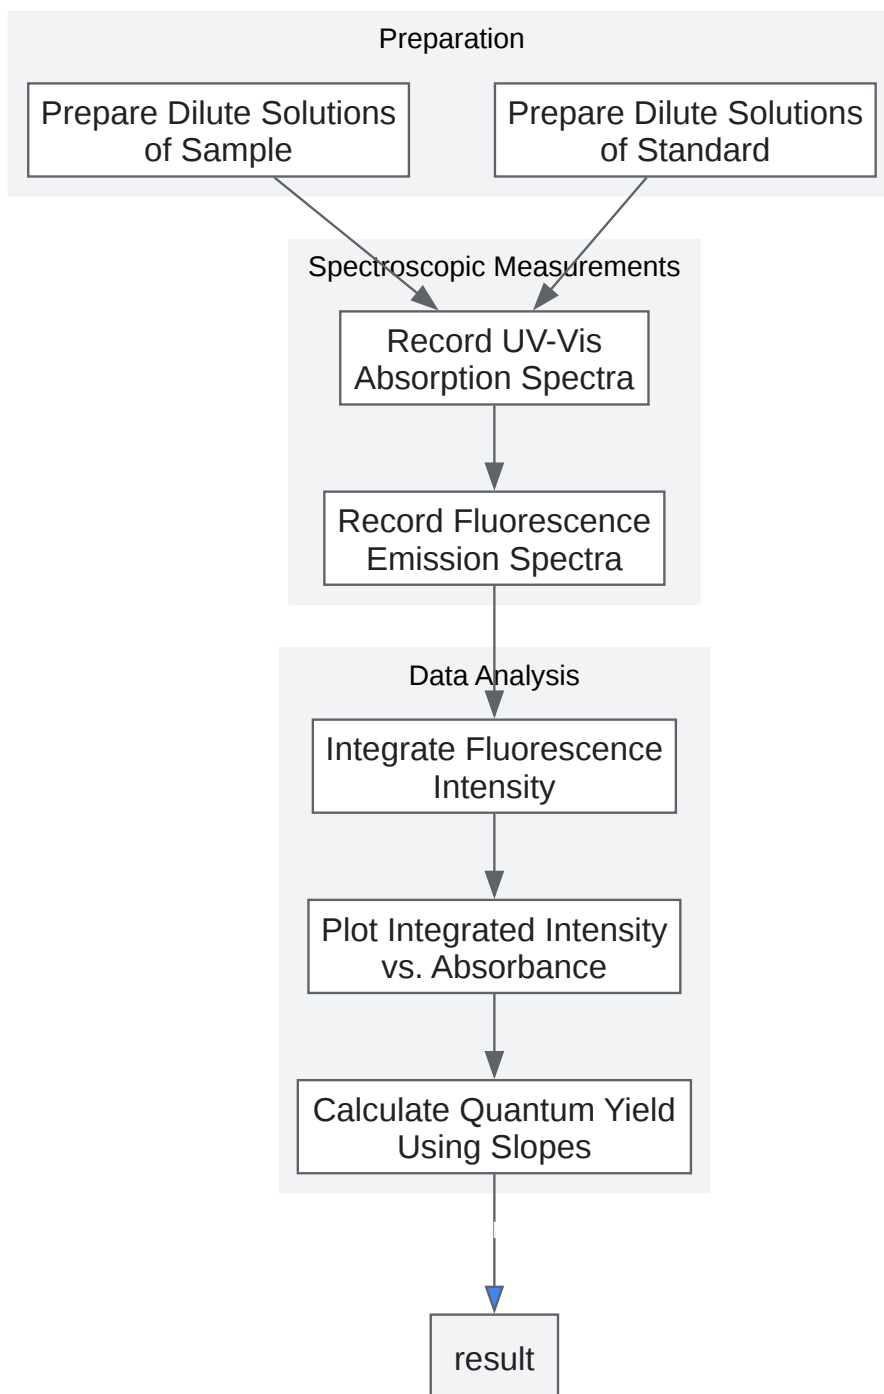 Preparation
Prepare Dilute Solutions
of Sample
Prepare Dilute Solutions
of Standard
Spectroscopic Measurements
Record UV-Vis
Absorption Spectra
Record Fluorescence
Emission Spectra
Data Analysis
Integrate Fluorescence
Intensity
Plot Integrated Intensity
vs. Absorbance
Calculate Quantum Yield
Using Slopes
result